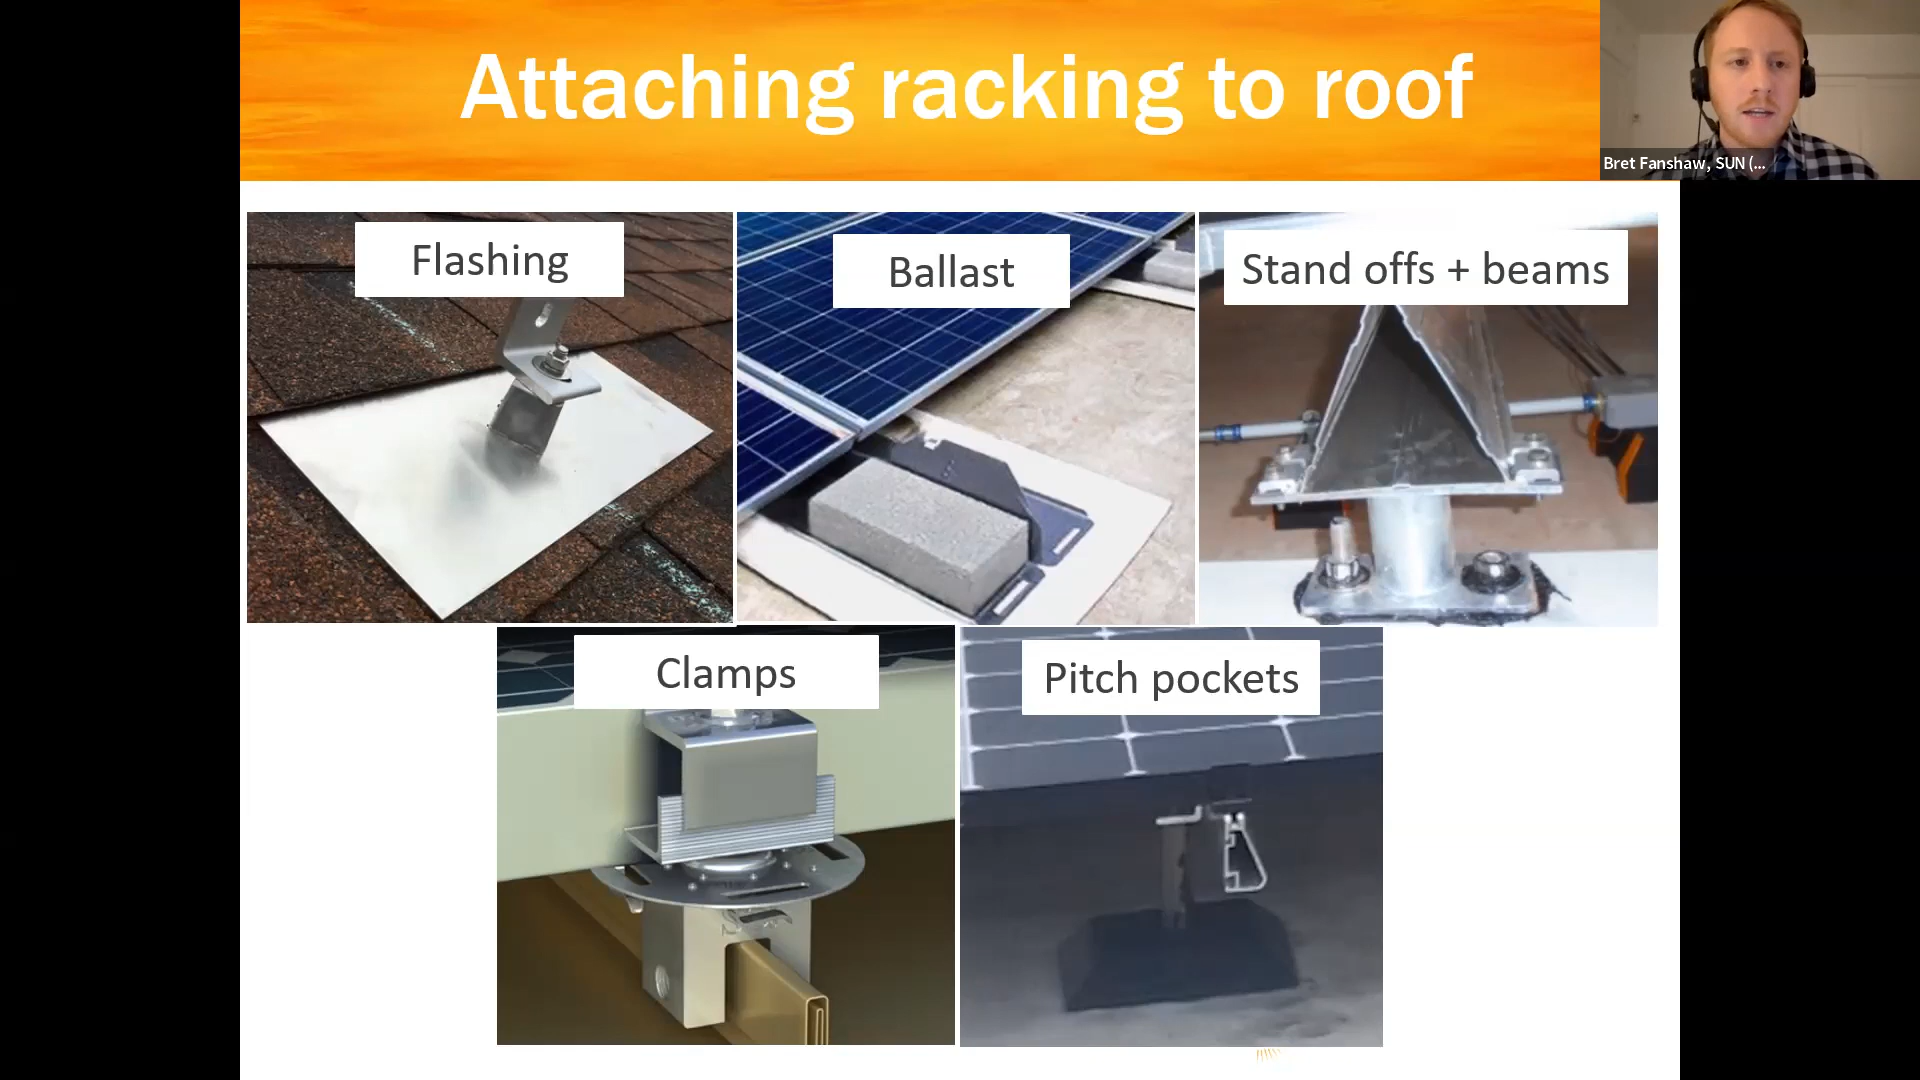 Attaching racking to roof
Bret Fanshaw, SUN (...
Flashing
Ballast
Stand offs + beams
Clamps
Pitch pockets